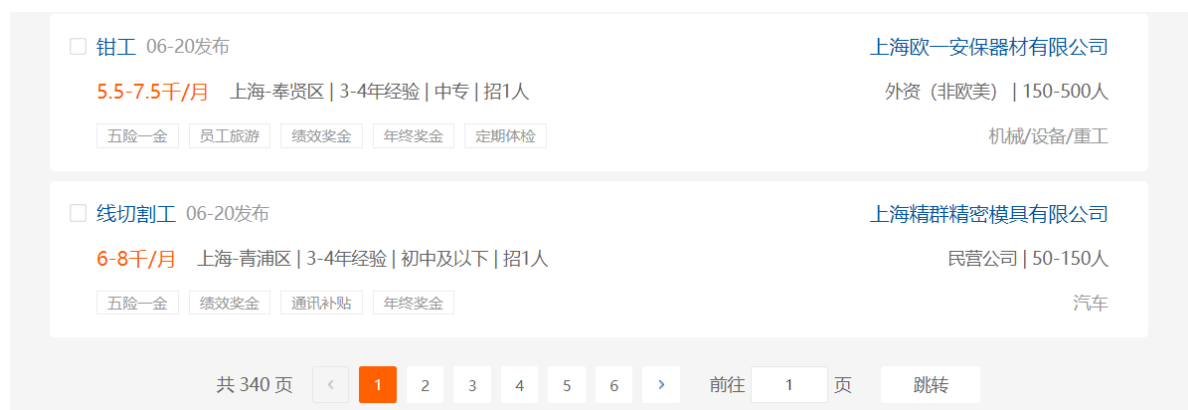 钳工 06-20发布 上海欧一安保器材有限公司
5.5-7.5千/月 上海-奉贤区 | 3-4年经验 | 中专 | 招1人 外资（非欧美） | 150-500人
五险一金 员工旅游 绩效奖金 年终奖金 定期体检 机械/设备/重工
线切割工 06-20发布 上海精群精密模具有限公司
6-8千/月 上海-青浦区 | 3-4年经验 | 初中及以下 | 招1人 民营公司 | 50-150人
五险一金 绩效奖金 通讯补贴 年终奖金 汽车
共 340 页 < 1 2 3 4 5 6 > 前往 1 页 跳转